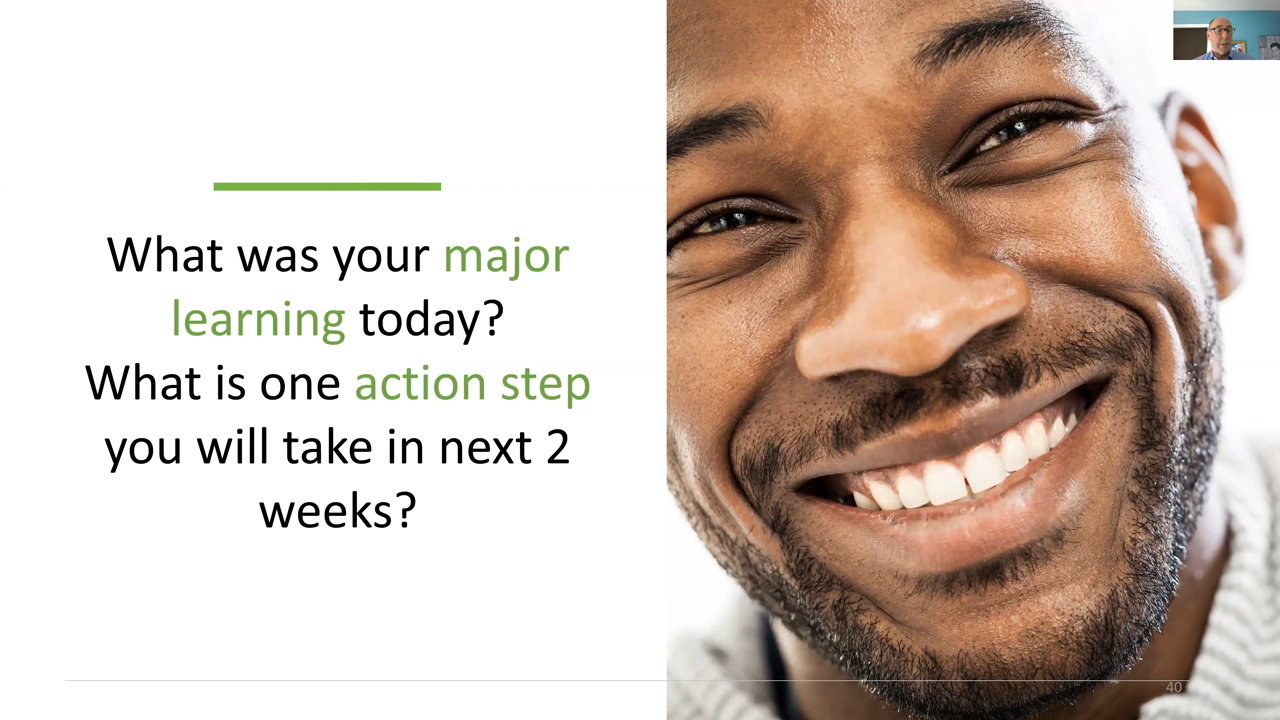 What was your major
learning today?
What is one action step
you will take in next 2
weeks?
40